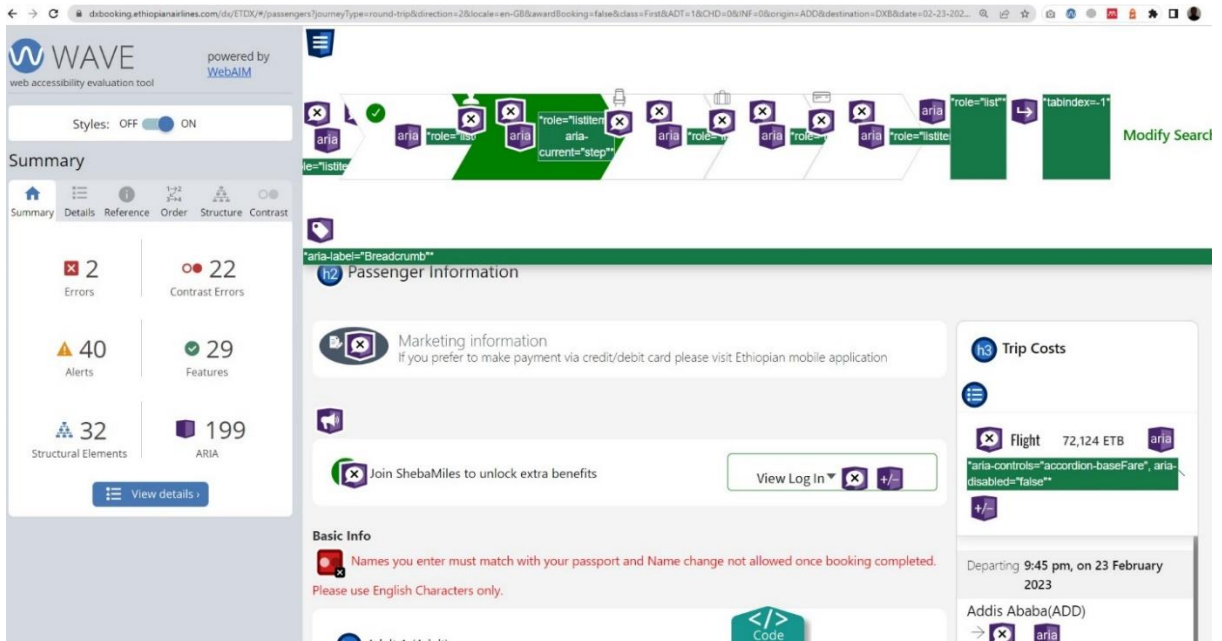 dxbooking.ethiopianairlines.com/dx/ETDX/#/passengers?journeyType=round-trip&direction=2&locale=en-GB&awardBooking=false&class=First&ADT=1&CHD=0&INF=0&origin=ADD&destination=DXB&date=02-23-202...
WAVE
web accessibility evaluation tool
powered by
WebAIM
Styles: OFF ON
Summary
Summary Details Reference Order Structure Contrast
2
Errors
22
Contrast Errors
40
Alerts
29
Features
32
Structural Elements
199
ARIA
View details ›
aria
le="listite
aria *role="list
aria
*role="listitem
aria-
current="step"*
aria *role=
aria *role=
aria *role="listite
aria *role="list"*
*tabindex=-1*
Modify Search
*aria-label="Breadcrumb"*
h2 Passenger Information
Marketing information
If you prefer to make payment via credit/debit card please visit Ethiopian mobile application
Join ShebaMiles to unlock extra benefits
View Log In
+/-
Basic Info
Names you enter must match with your passport and Name change not allowed once booking completed.
Please use English Characters only.
</>
Code
h3 Trip Costs
Flight 72,124 ETB aria
*aria-controls="accordion-baseFare", aria-
disabled="false"*
+/-
Departing 9:45 pm, on 23 February
2023
Addis Ababa(ADD)
aria